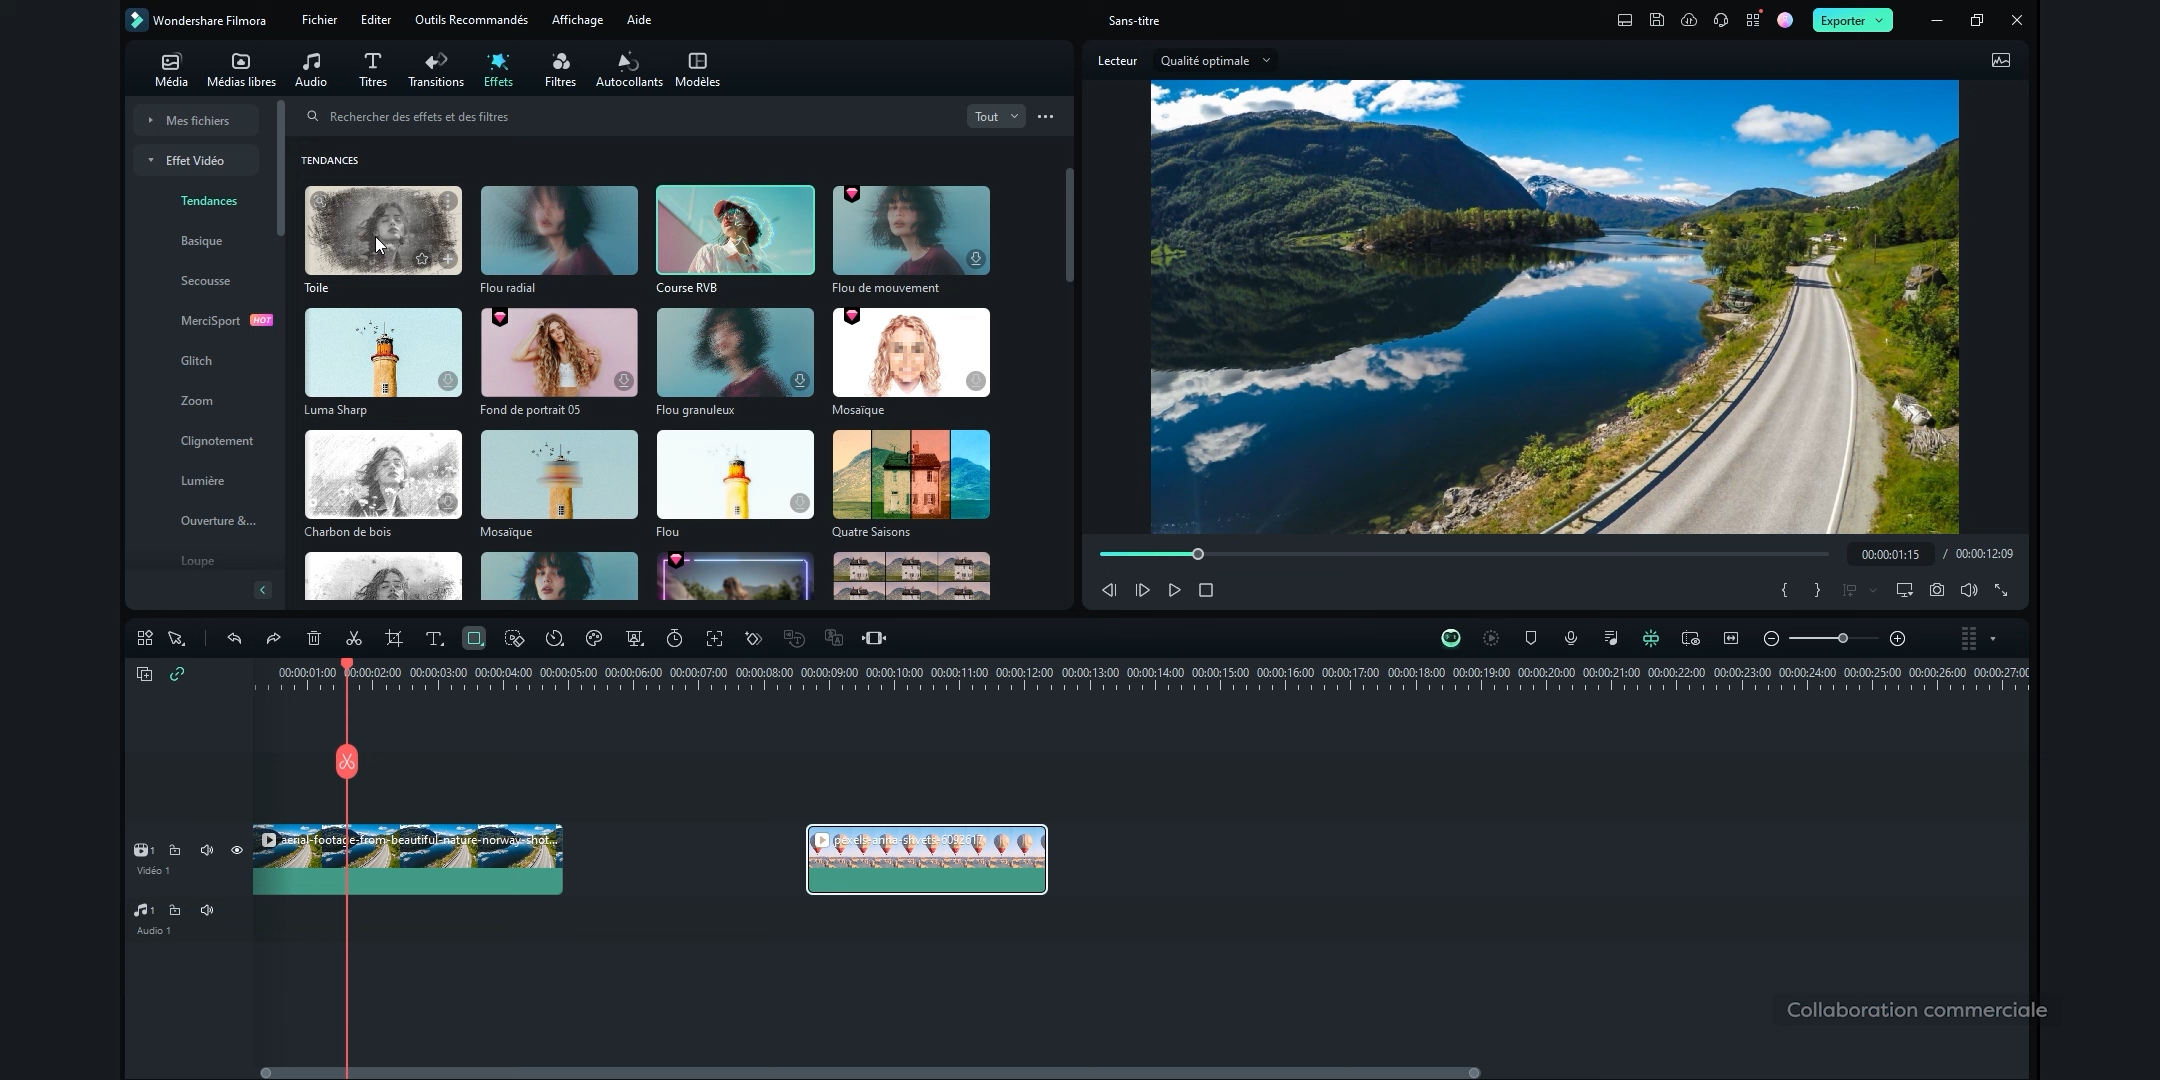 Wondershare Filmora
Fichier
Editer
Outils Recommandés
Affichage
Aide
Sans-titre
Exporter
Média
Médias libres
Audio
Titres
Transitions
Effets
Filtres
Autocollants
Modèles
Lecteur
Qualité optimale
Mes fichiers
Rechercher des effets et des filtres
Tout
Effet Vidéo
TENDANCES
Tendances
Basique
Secousse
MerciSport HOT
Glitch
Zoom
Clignotement
Lumière
Ouverture &...
Loupe
Toile
Flou radial
Course RVB
Flou de mouvement
Luma Sharp
Fond de portrait 05
Flou granuleux
Mosaïque
Charbon de bois
Mosaïque
Flou
Quatre Saisons
00:00:01:15 / 00:00:12:09
00:00:01:00 00:00:02:00 00:00:03:00 00:00:04:00 00:00:05:00 00:00:06:00 00:00:07:00 00:00:08:00 00:00:09:00 00:00:10:00 00:00:11:00 00:00:12:00 00:00:13:00 00:00:14:00 00:00:15:00 00:00:16:00 00:00:17:00 00:00:18:00 00:00:19:00 00:00:20:00 00:00:21:00 00:00:22:00 00:00:23:00 00:00:24:00 00:00:25:00 00:00:26:00 00:00:27:00
aerial-footage-from-beautiful-nature-norway-shot...
pexels-anna-shvets-6092617
1
Vidéo 1
1
Audio 1
Collaboration commerciale